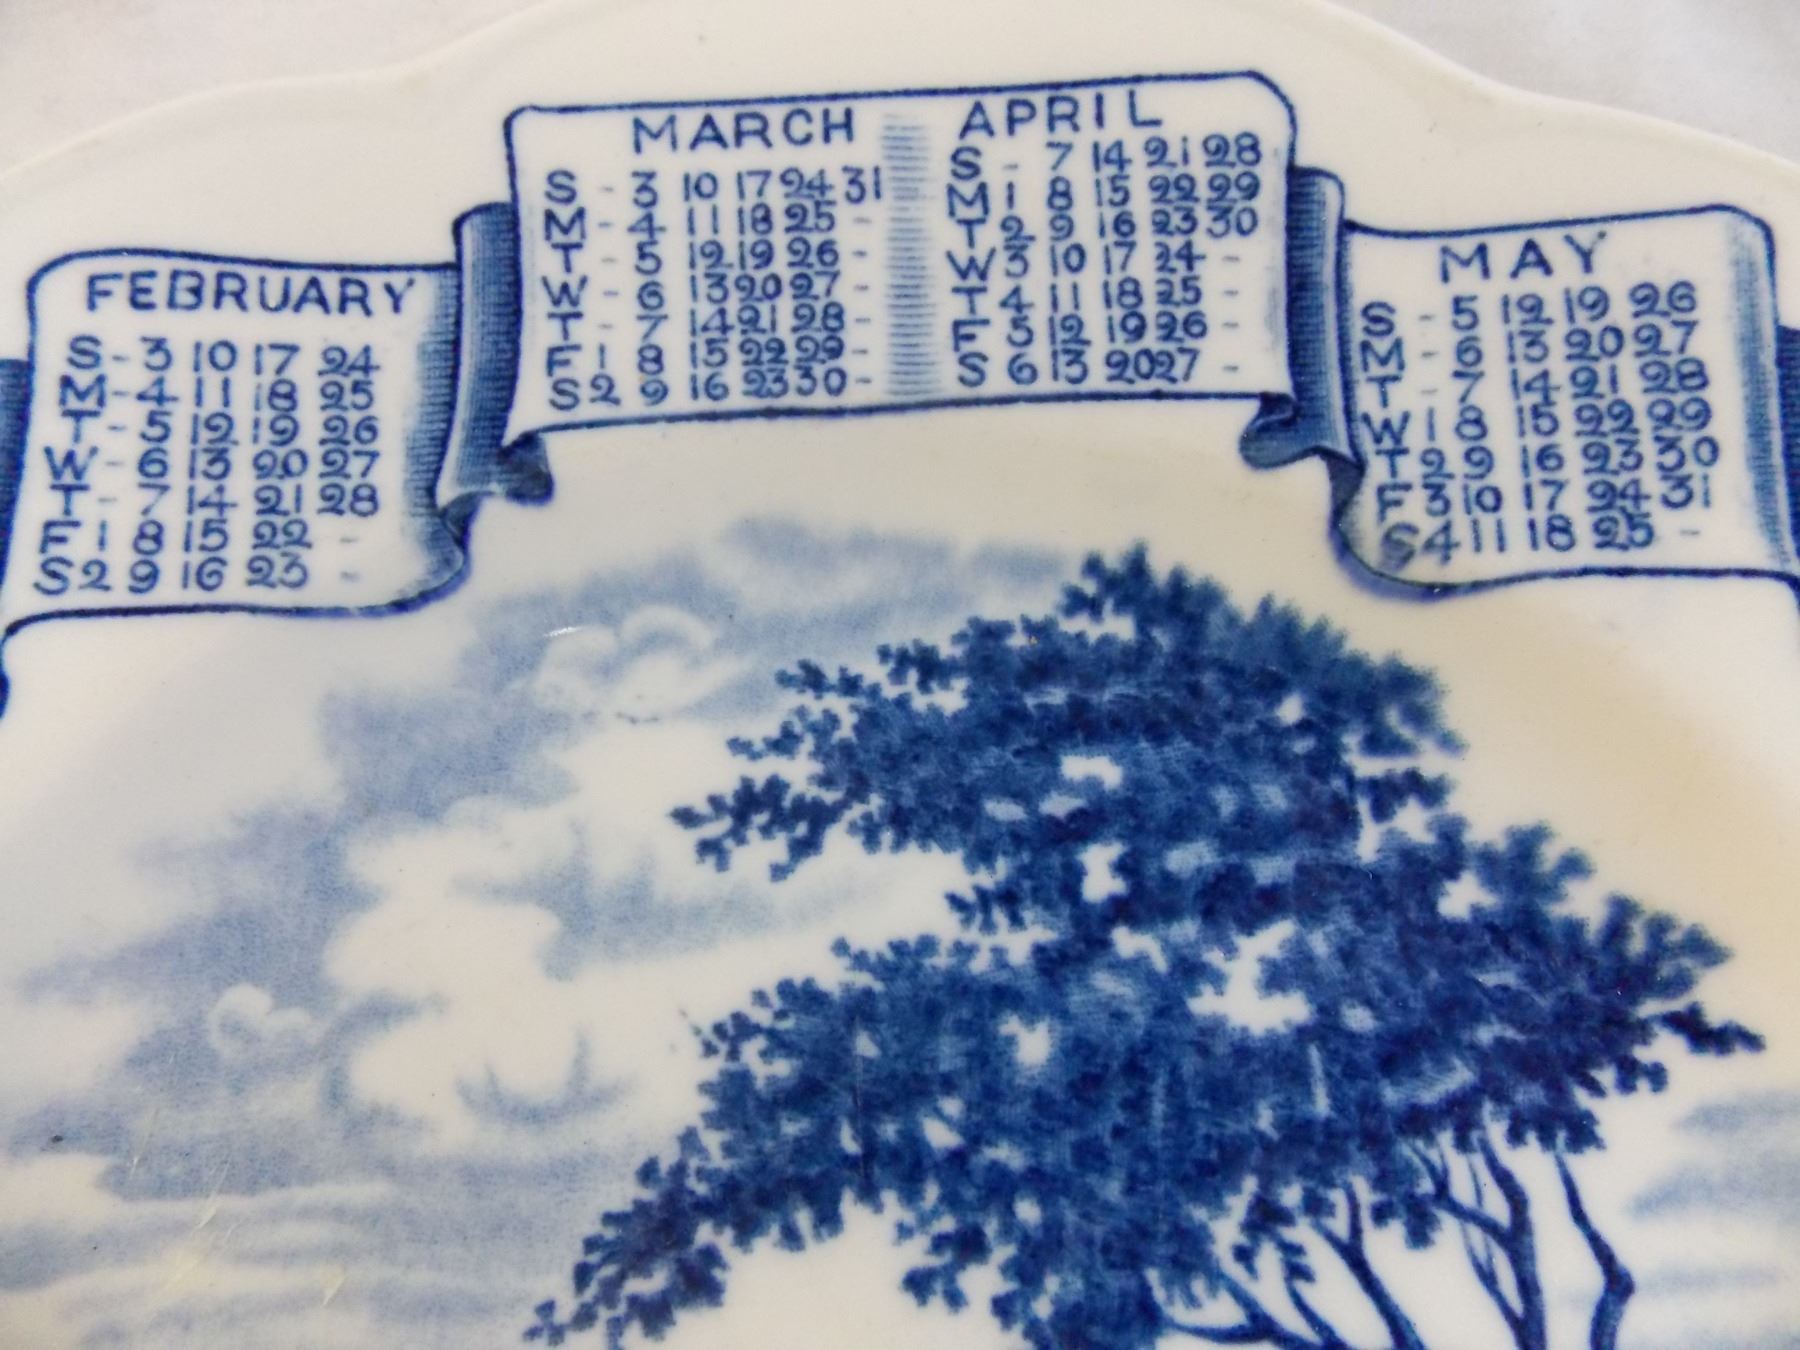 FEBRUARY
S - 3 10 17 24
M - 4 11 18 25
T - 5 12 19 26
W - 6 13 20 27
T - 7 14 21 28
F 1 8 15 22 -
S 2 9 16 23 -
MARCH
S - 3 10 17 24 31
M - 4 11 18 25 -
T - 5 12 19 26 -
W - 6 13 20 27 -
T - 7 14 21 28 -
F 1 8 15 22 29 -
S 2 9 16 23 30 -
APRIL
S - 7 14 21 28
M 1 8 15 22 29
T 2 9 16 23 30
W 3 10 17 24 -
T 4 11 18 25 -
F 5 12 19 26 -
S 6 13 20 27 -
MAY
S - 5 12 19 26
M - 6 13 20 27
T - 7 14 21 28
W 1 8 15 22 29
T 2 9 16 23 30
F 3 10 17 24 31
S 4 11 18 25 -